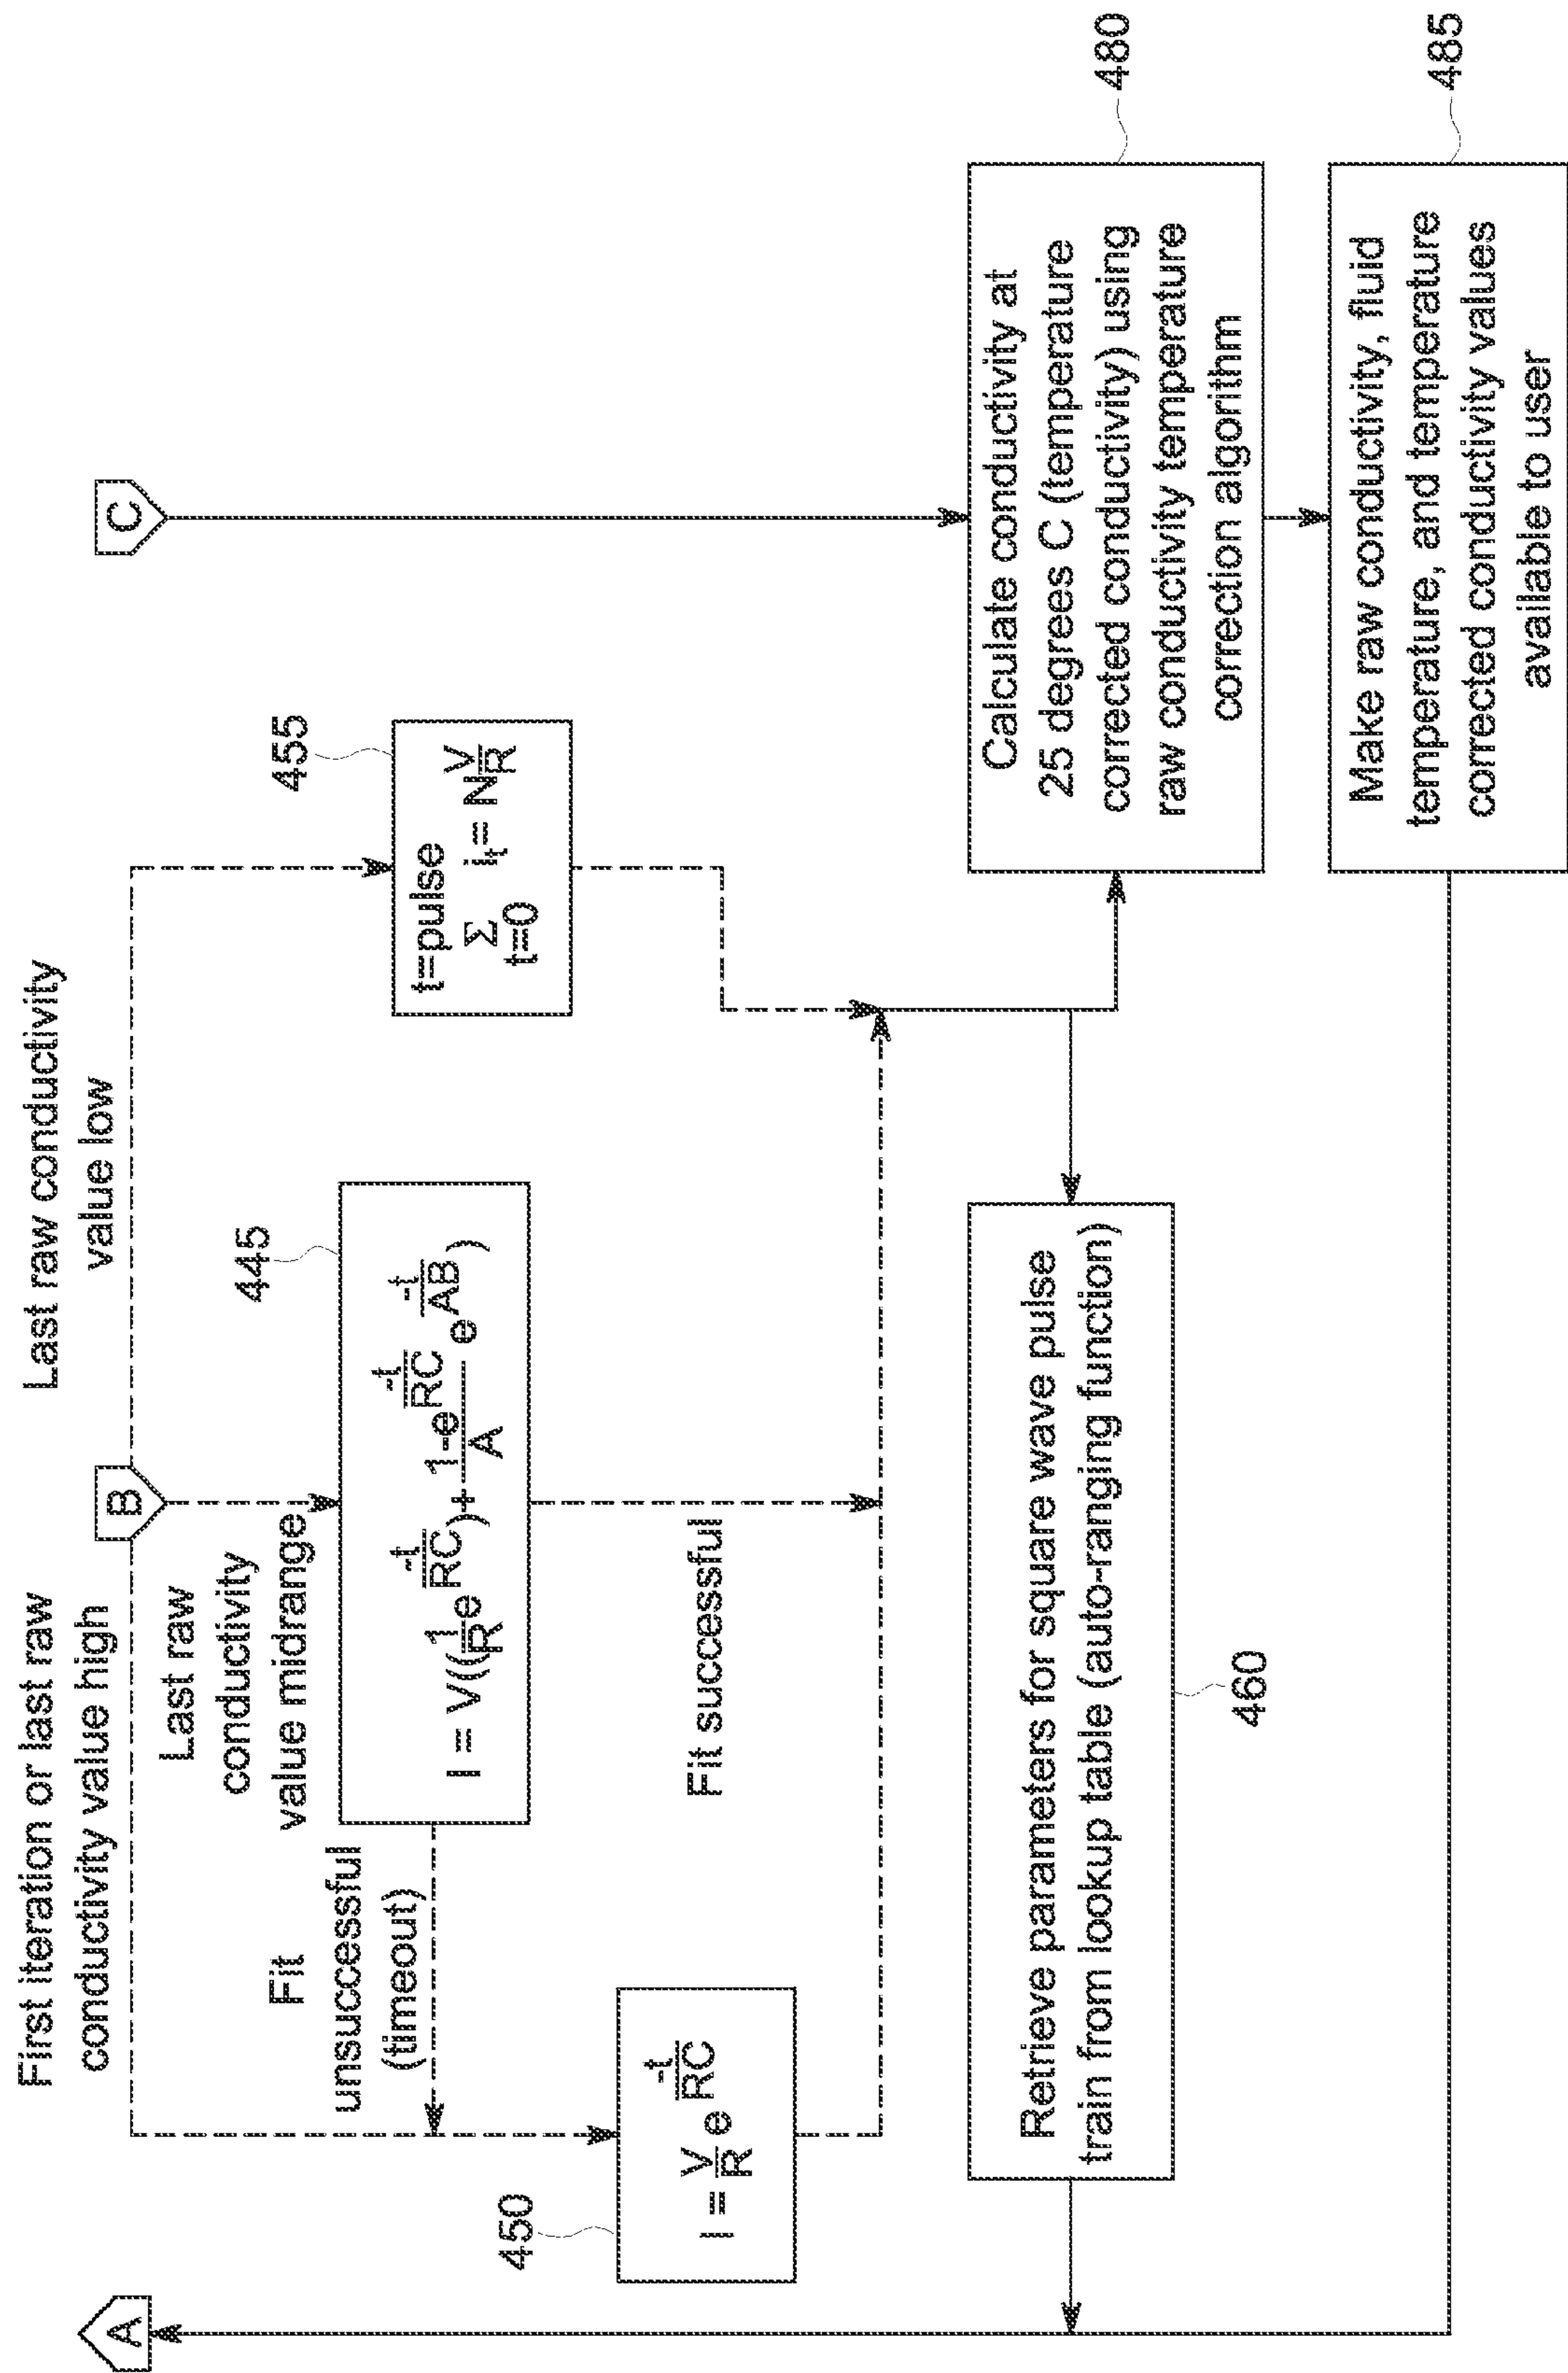 A
B
C
First iteration or last raw
conductivity value high
Last raw
conductivity
value midrange
Last raw conductivity
value low
Fit
unsuccessful
(timeout)
445
I = V((1/R e^(-t/RC)) + (1-e^(-t/RC))/A e^(-t/AB))
455
t=pulse
Σ i_t = N V/R
t=0
450
I = V/R e^(-t/RC)
Fit successful
Retrieve parameters for square wave pulse
train from lookup table (auto-ranging function)
460
Calculate conductivity at
25 degrees C (temperature
corrected conductivity) using
raw conductivity temperature
correction algorithm
480
Make raw conductivity, fluid
temperature, and temperature
corrected conductivity values
available to user
485